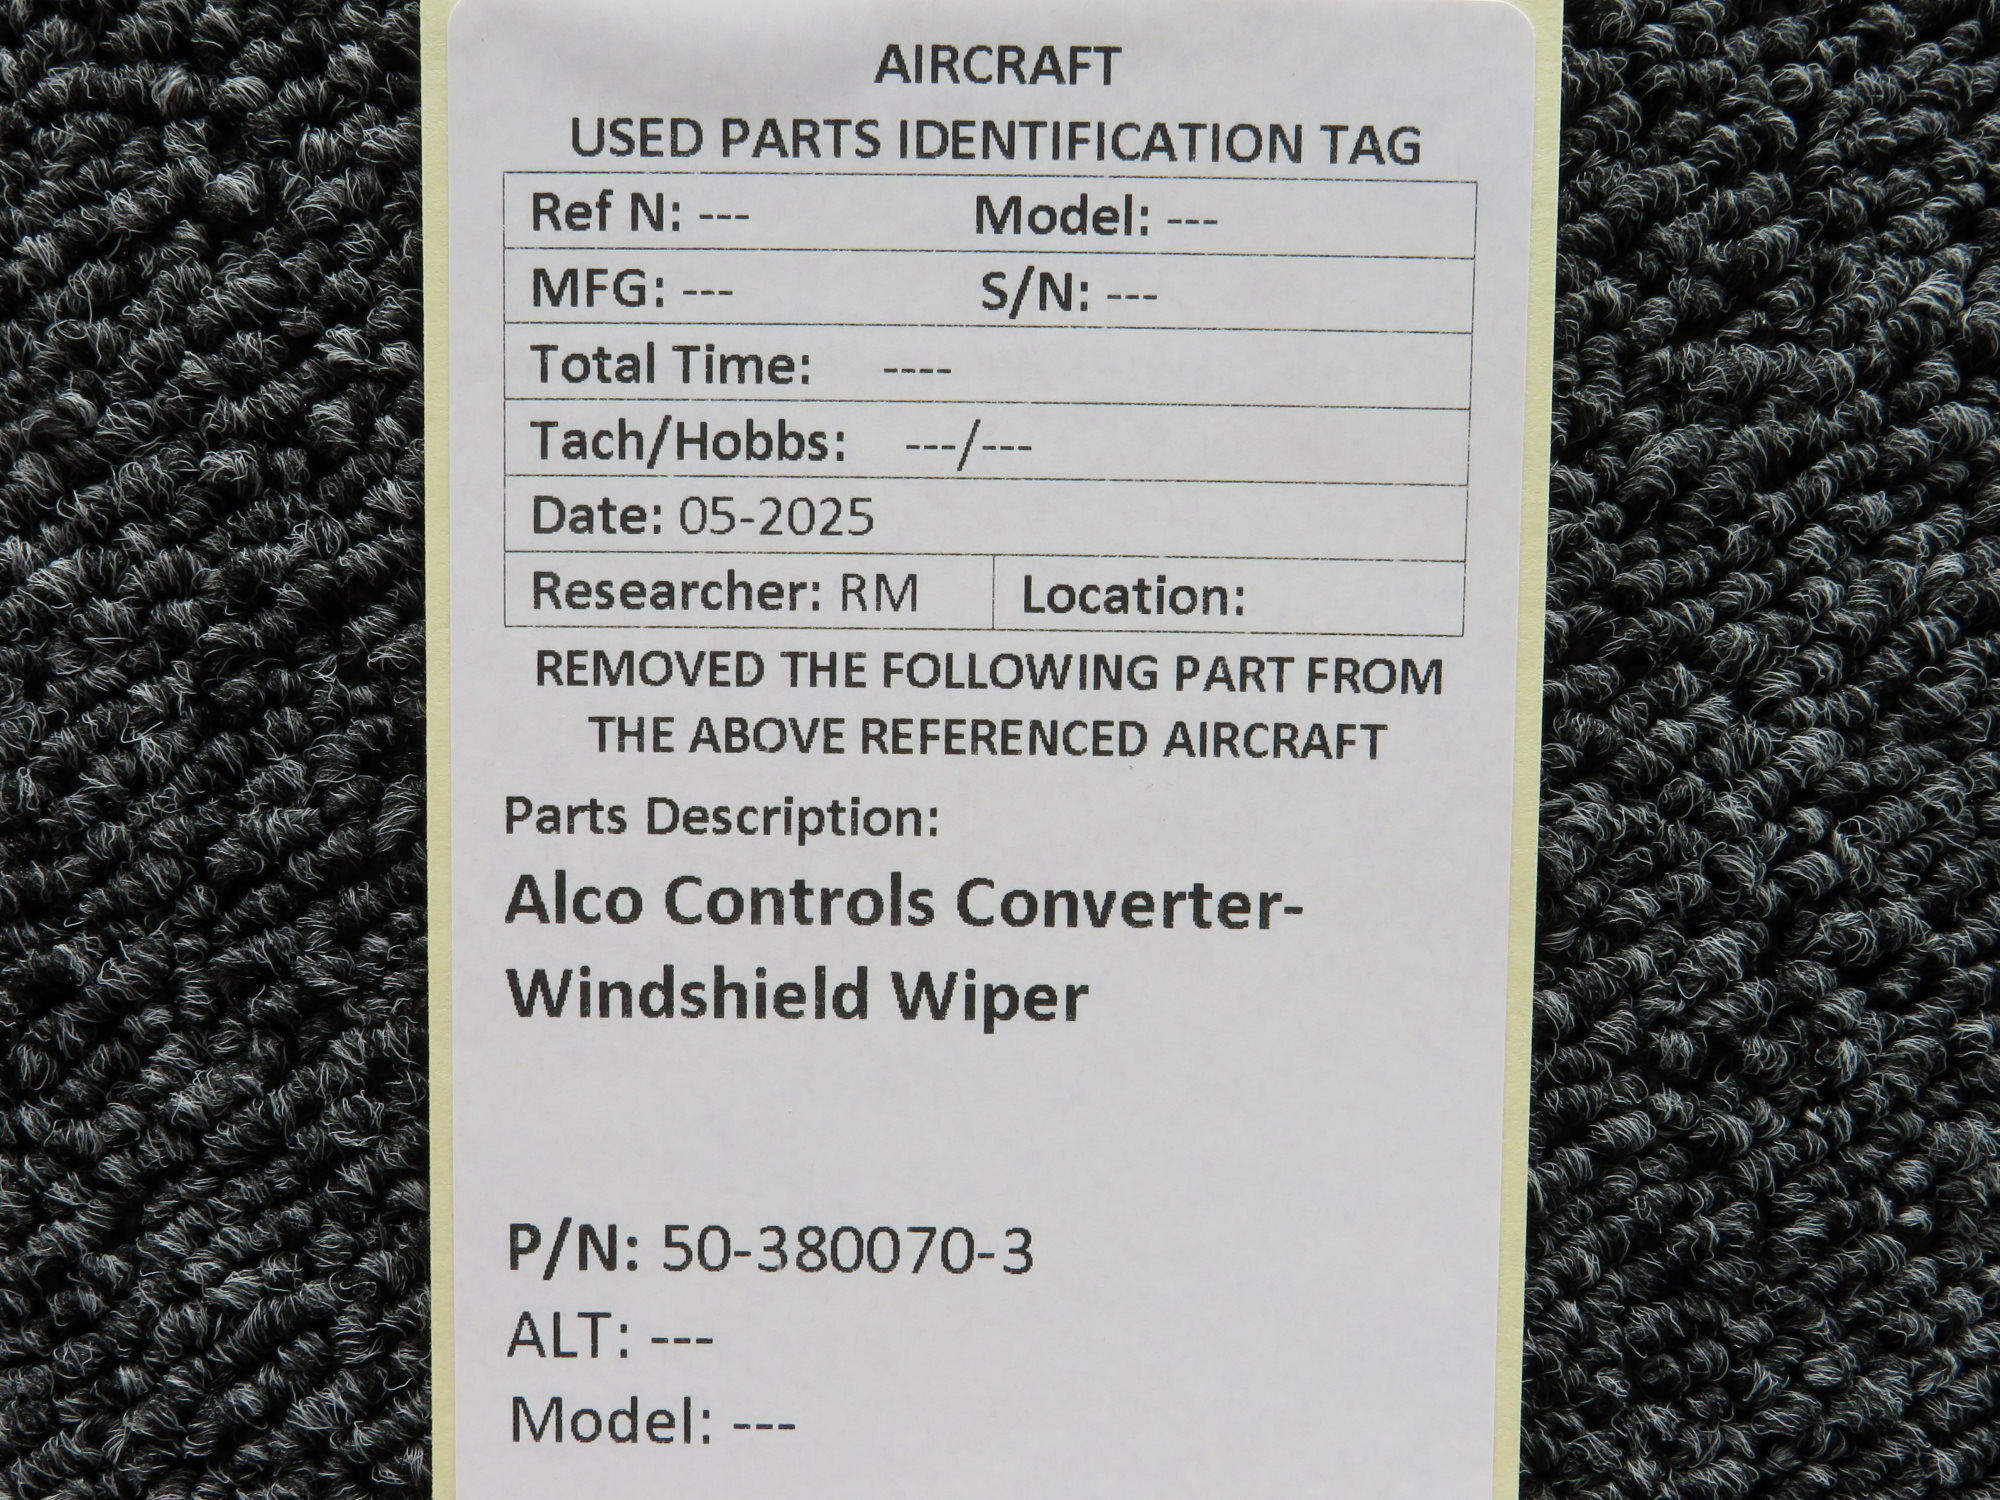 AIRCRAFT
USED PARTS IDENTIFICATION TAG
Ref N: --- Model: ---
MFG: --- S/N: ---
Total Time: ----
Tach/Hobbs: ---/---
Date: 05-2025
Researcher: RM Location:
REMOVED THE FOLLOWING PART FROM
THE ABOVE REFERENCED AIRCRAFT
Parts Description:
Alco Controls Converter-
Windshield Wiper
P/N: 50-380070-3
ALT: ---
Model: ---